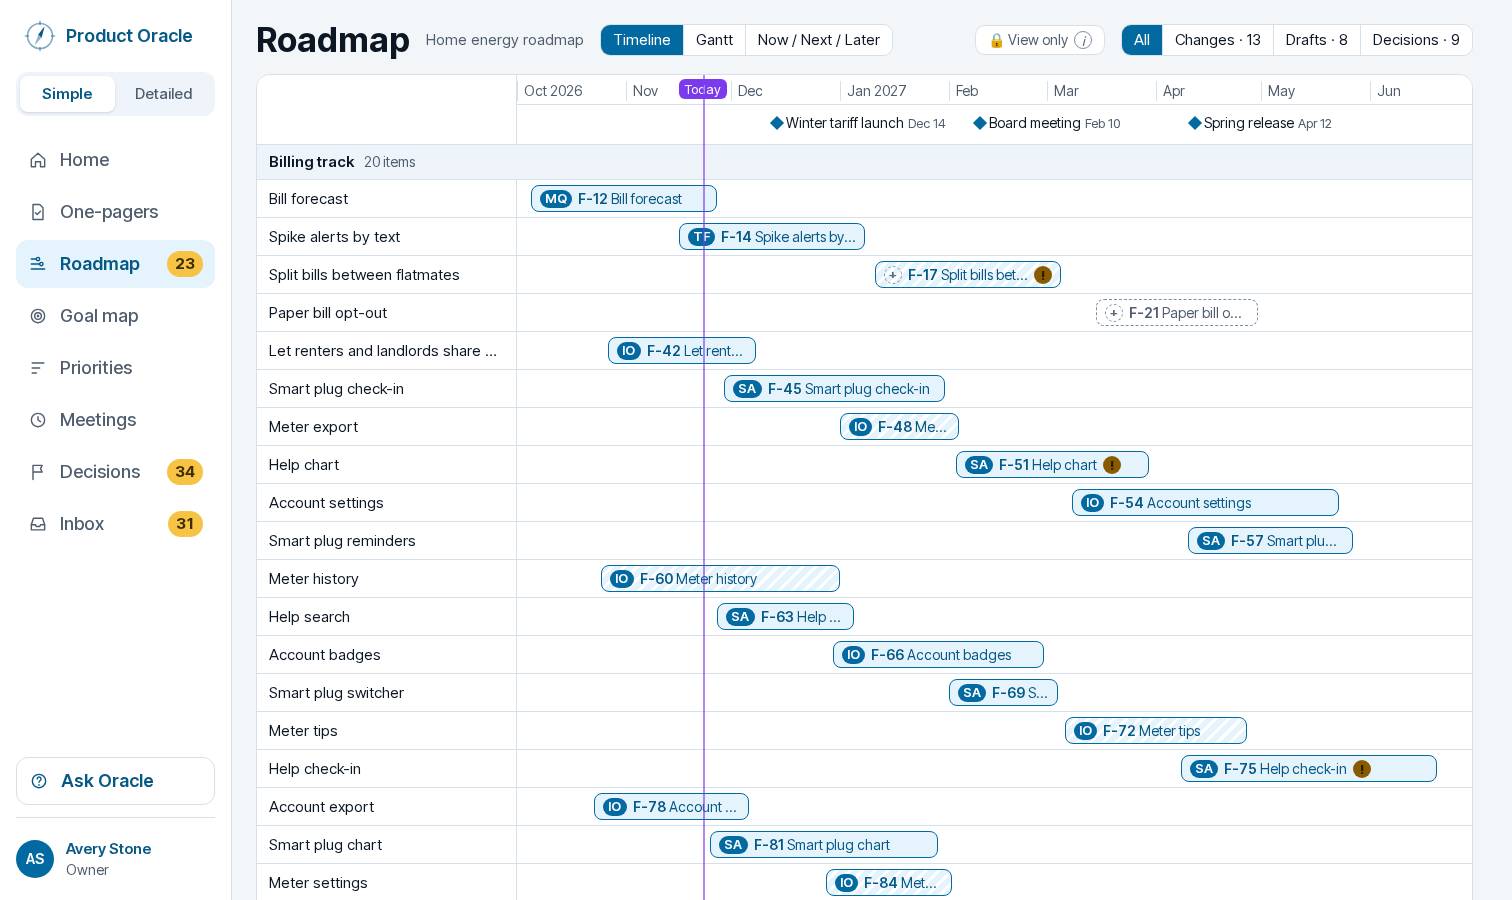 Product Oracle
Simple
Detailed
Home
One-pagers
Roadmap
23
Goal map
Priorities
Meetings
Decisions
34
Inbox
31
Ask Oracle
AS
Avery Stone
Owner
Roadmap
Home energy roadmap
Timeline
Gantt
Now / Next / Later
View only
i
All
Changes · 13
Drafts · 8
Decisions · 9
Oct 2026
Nov
Today
Dec
Jan 2027
Feb
Mar
Apr
May
Jun
Winter tariff launch Dec 14
Board meeting Feb 10
Spring release Apr 12
Billing track 20 items
Bill forecast
MQ F-12 Bill forecast
Spike alerts by text
TF F-14 Spike alerts by...
Split bills between flatmates
+ F-17 Split bills bet... !
Paper bill opt-out
+ F-21 Paper bill o...
Let renters and landlords share ...
IO F-42 Let rent...
Smart plug check-in
SA F-45 Smart plug check-in
Meter export
IO F-48 Me...
Help chart
SA F-51 Help chart !
Account settings
IO F-54 Account settings
Smart plug reminders
SA F-57 Smart plu...
Meter history
IO F-60 Meter history
Help search
SA F-63 Help ...
Account badges
IO F-66 Account badges
Smart plug switcher
SA F-69 S...
Meter tips
IO F-72 Meter tips
Help check-in
SA F-75 Help check-in !
Account export
IO F-78 Account ...
Smart plug chart
SA F-81 Smart plug chart
Meter settings
IO F-84 Met...